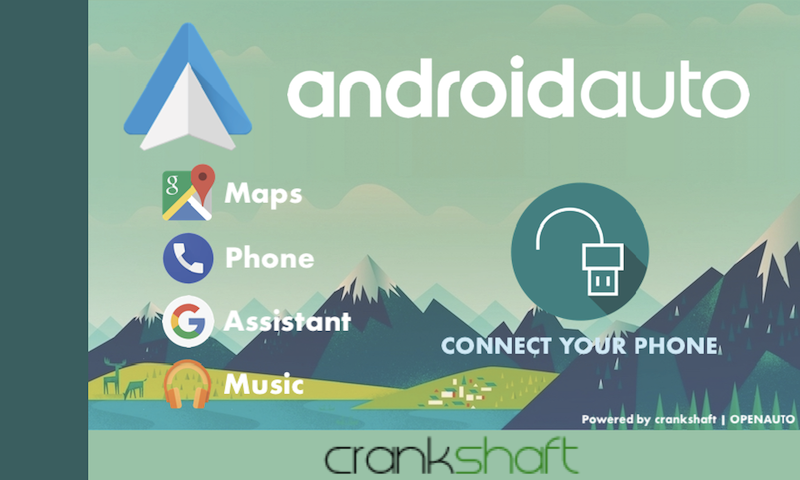 androidauto
g
Maps
Phone
G
Assistant
Music
CONNECT YOUR PHONE
Powered by crankshaft | OPENAUTO
crankshaft